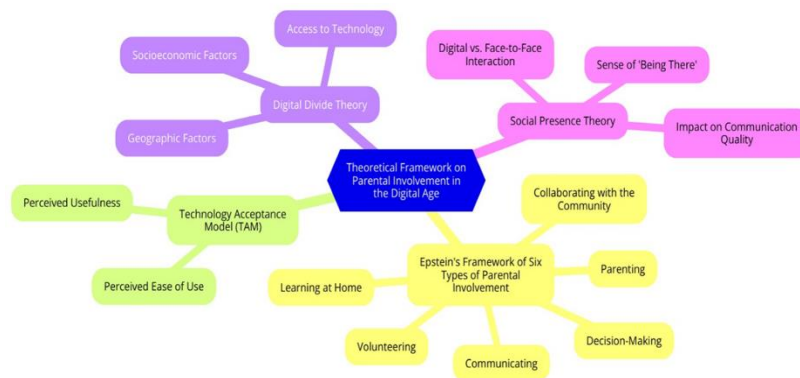 Access to Technology
Socioeconomic Factors
Digital Divide Theory
Geographic Factors
Digital vs. Face-to-Face
Interaction
Sense of 'Being There'
Social Presence Theory
Impact on Communication
Quality
Theoretical Framework on
Parental Involvement in
the Digital Age
Perceived Usefulness
Technology Acceptance
Model (TAM)
Perceived Ease of Use
Collaborating with the
Community
Epstein's Framework of Six
Types of Parental
Involvement
Parenting
Learning at Home
Volunteering
Communicating
Decision-Making